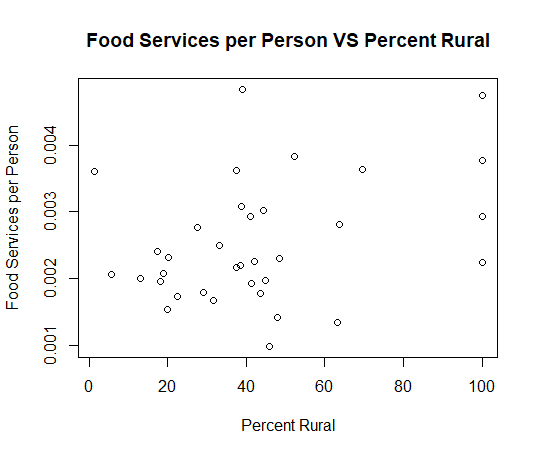 Food Services per Person VS Percent Rural
Food Services per Person
0.004
0.003
0.002
0.001
0 20 40 60 80 100
Percent Rural